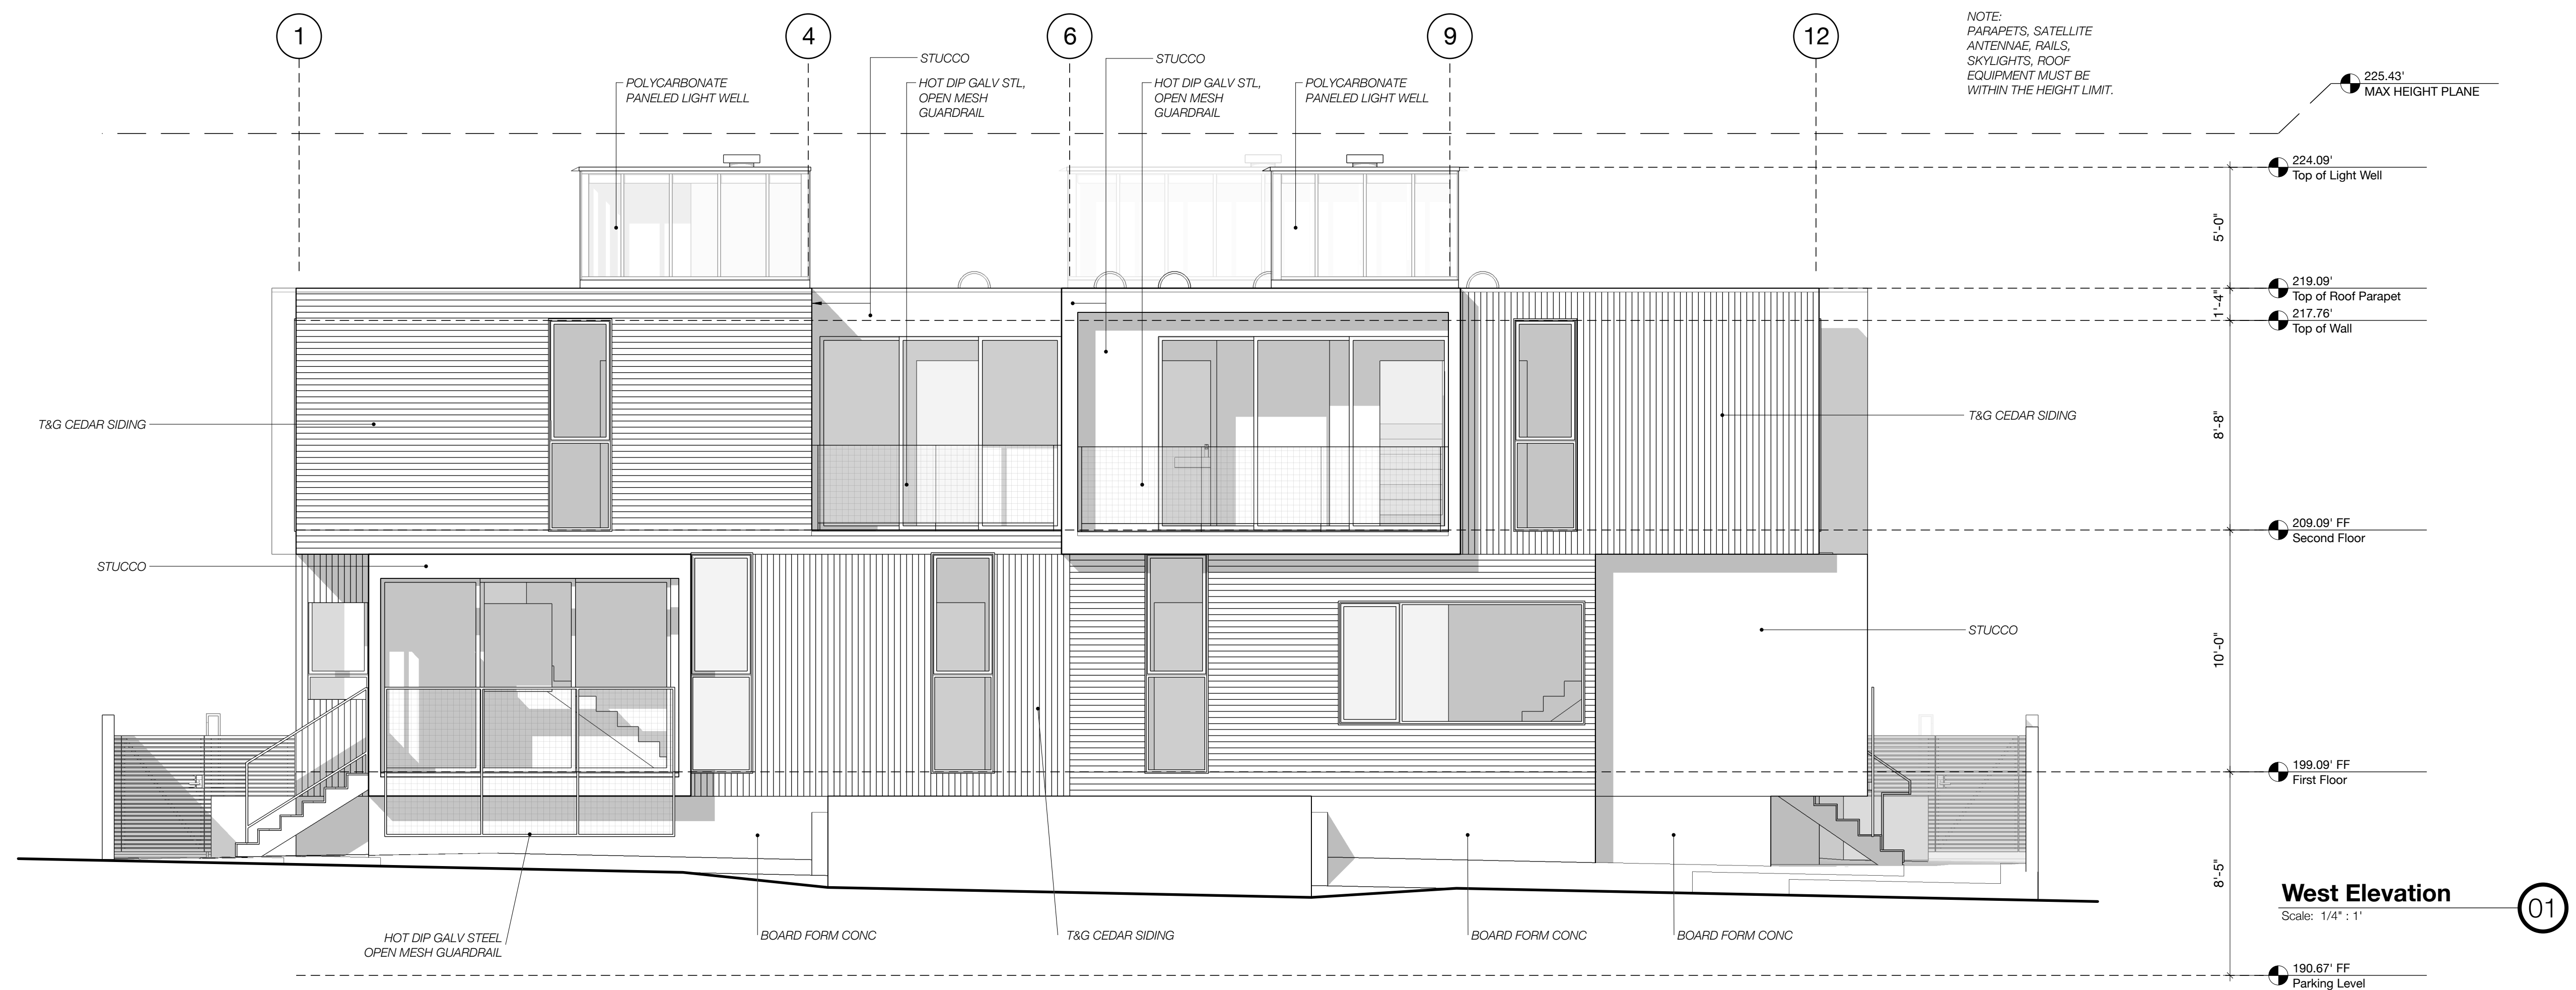 1
4
6
9
12
NOTE:
PARAPETS, SATELLITE
ANTENNAE, RAILS,
SKYLIGHTS, ROOF
EQUIPMENT MUST BE
WITHIN THE HEIGHT LIMIT.
225.43'
MAX HEIGHT PLANE
POLYCARBONATE
PANELED LIGHT WELL
STUCCO
HOT DIP GALV STL,
OPEN MESH
GUARDRAIL
STUCCO
HOT DIP GALV STL,
OPEN MESH
GUARDRAIL
POLYCARBONATE
PANELED LIGHT WELL
224.09'
Top of Light Well
5'-0"
219.09'
Top of Roof Parapet
1'-4"
217.76'
Top of Wall
T&G CEDAR SIDING
T&G CEDAR SIDING
8'-8"
209.09' FF
Second Floor
STUCCO
STUCCO
10'-0"
199.09' FF
First Floor
8'-5"
HOT DIP GALV STEEL
OPEN MESH GUARDRAIL
BOARD FORM CONC
T&G CEDAR SIDING
BOARD FORM CONC
BOARD FORM CONC
West Elevation
Scale: 1/4" : 1'
01
190.67' FF
Parking Level